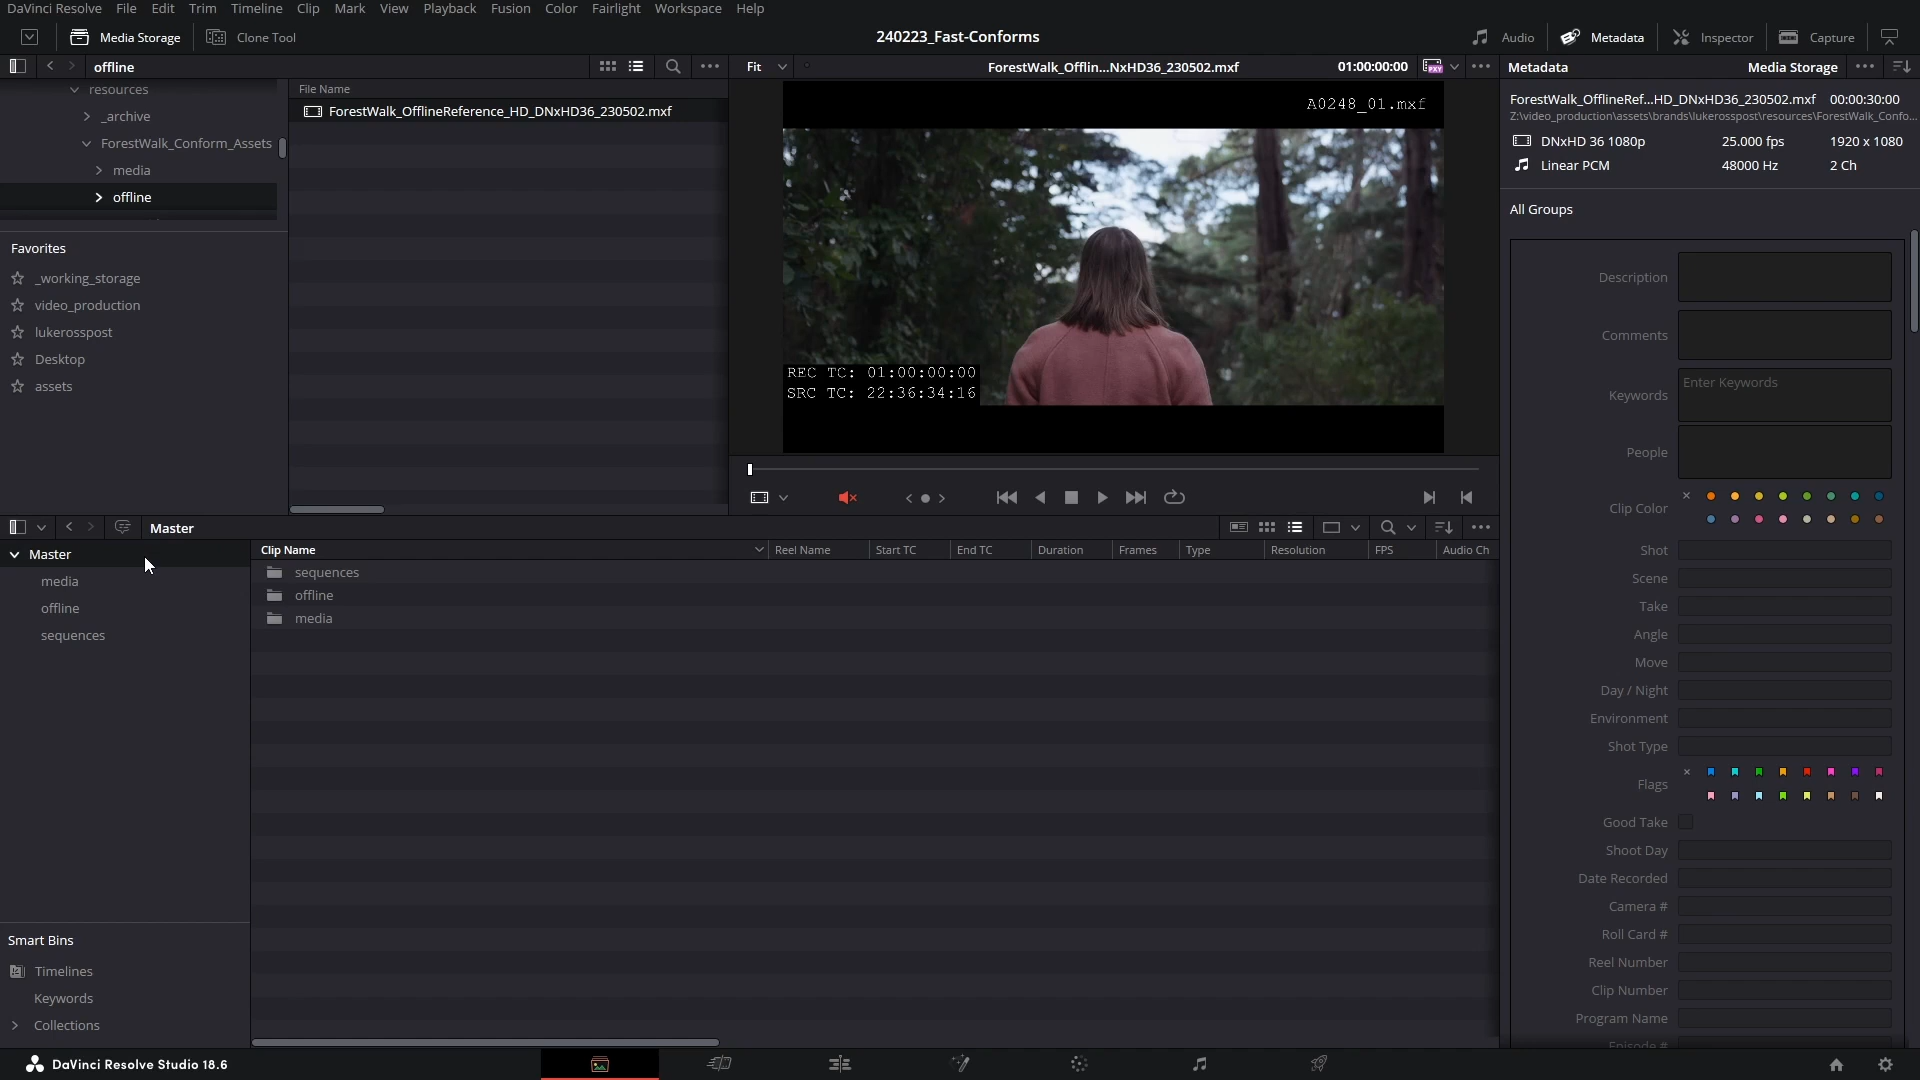 DaVinci Resolve File Edit Trim Timeline Clip Mark View Playback Fusion Color Fairlight Workspace Help
Media Storage Clone Tool 240223_Fast-Conforms Audio Metadata Inspector Capture
offline Fit ForestWalk_Offlin...NxHD36_230502.mxf 01:00:00:00 PXY Metadata Media Storage
resources
_archive
ForestWalk_Conform_Assets
media
offline
Favorites
_working_storage
video_production
lukerosspost
Desktop
assets
File Name
ForestWalk_OfflineReference_HD_DNxHD36_230502.mxf
A0248_01.mxf
REC TC: 01:00:00:00
SRC TC: 22:36:34:16
ForestWalk_OfflineRef...HD_DNxHD36_230502.mxf 00:00:30:00
Z:\video_production\assets\brands\lukerosspost\resources\ForestWalk_Confo...
DNxHD 36 1080p 25.000 fps 1920 x 1080
Linear PCM 48000 Hz 2 Ch
All Groups
Description
Comments
Keywords Enter Keywords
People
Clip Color
Shot
Scene
Take
Angle
Move
Day / Night
Environment
Shot Type
Flags
Good Take
Shoot Day
Date Recorded
Camera #
Roll Card #
Reel Number
Clip Number
Program Name
Episode #
Master
Master
media
offline
sequences
Clip Name Reel Name Start TC End TC Duration Frames Type Resolution FPS Audio Ch
sequences
offline
media
Smart Bins
Timelines
Keywords
Collections
DaVinci Resolve Studio 18.6